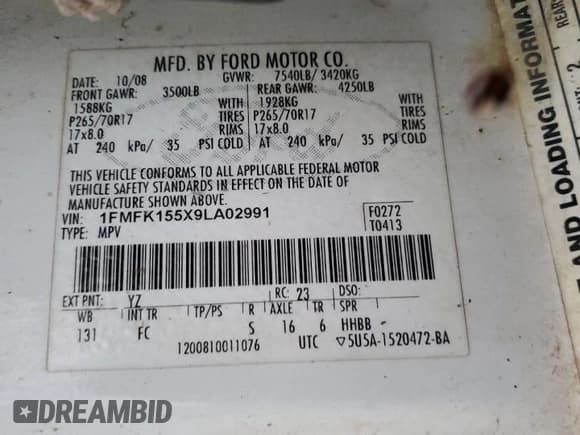 MFD. BY FORD MOTOR CO.
DATE: 10/08 GVWR: 7540LB/ 3420KG
FRONT GAWR: 3500LB REAR GAWR: 4250LB
1588KG WITH 1928KG WITH
P265/70R17 TIRES P265/70R17 TIRES
17x8.0 RIMS 17x8.0 RIMS
AT 240 kPa/ 35 PSI COLD AT 240 kPa/ 35 PSI COLD
THIS VEHICLE CONFORMS TO ALL APPLICABLE FEDERAL MOTOR
VEHICLE SAFETY STANDARDS IN EFFECT ON THE DATE OF
MANUFACTURE SHOWN ABOVE.
VIN: 1FMFK155X9LA02991 F0272
TYPE: MPV T0413
EXT PNT: YZ RC: 23 DSO:
WB INT TR TP/PS R AXLE TR SPR
131 FC S 16 6 HHBB
1200810011076 UTC ▽5U5A-1520472-BA
AND LOADING INFORMAT
REAR
2
DREAMBID